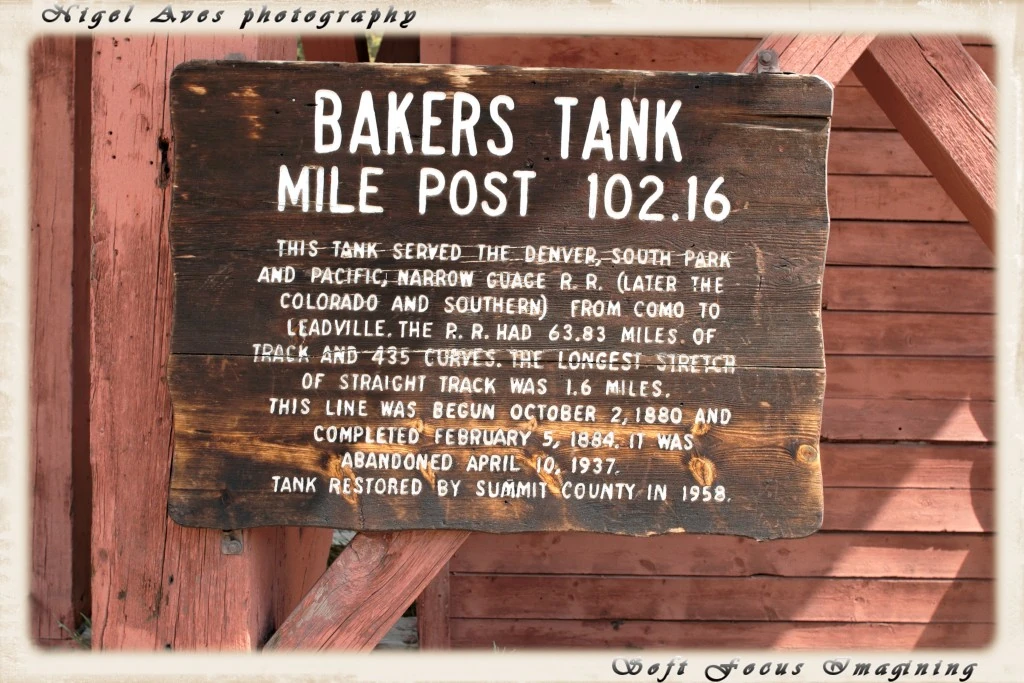 Nigel Aves photography
BAKERS TANK
MILE POST 102.16
THIS TANK SERVED THE DENVER, SOUTH PARK
AND PACIFIC, NARROW GUAGE R. R. (LATER THE
COLORADO AND SOUTHERN) FROM COMO TO
LEADVILLE. THE R. R. HAD 63.83 MILES OF
TRACK AND 435 CURVES. THE LONGEST STRETCH
OF STRAIGHT TRACK WAS 1.6 MILES.
THIS LINE WAS BEGUN OCTOBER 2, 1880 AND
COMPLETED FEBRUARY 5, 1884. IT WAS
ABANDONED APRIL 10, 1937.
TANK RESTORED BY SUMMIT COUNTY IN 1958.
Soft Focus Imagining